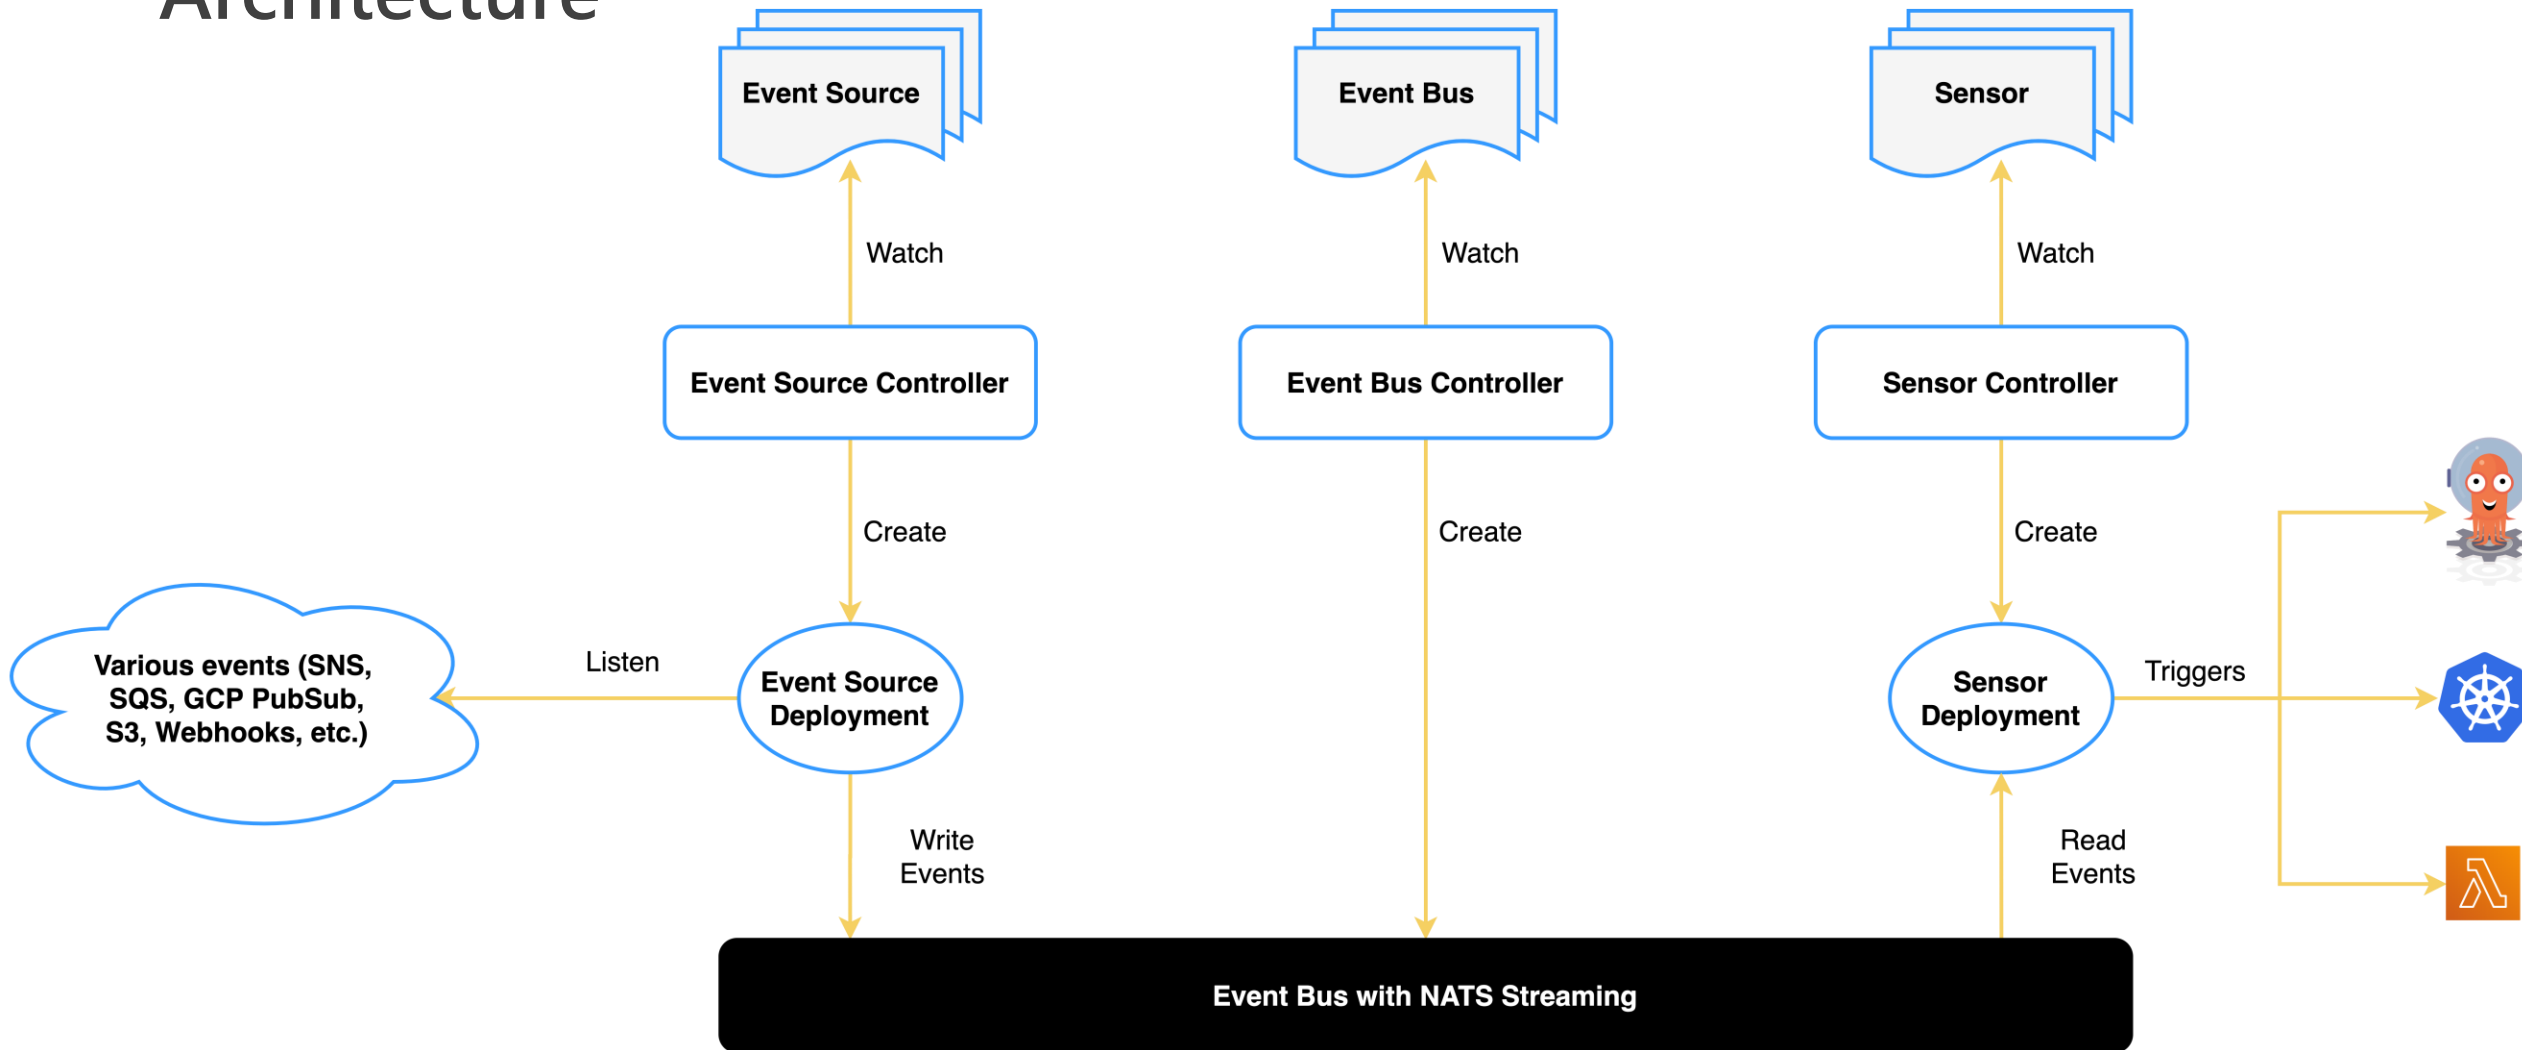 Architecture
Event Source
Event Bus
Sensor
Watch
Watch
Watch
Event Source Controller
Event Bus Controller
Sensor Controller
Create
Create
Create
Various events (SNS,
SQS, GCP PubSub,
S3, Webhooks, etc.)
Listen
Event Source
Deployment
Sensor
Deployment
Triggers
Write
Events
Read
Events
Event Bus with NATS Streaming